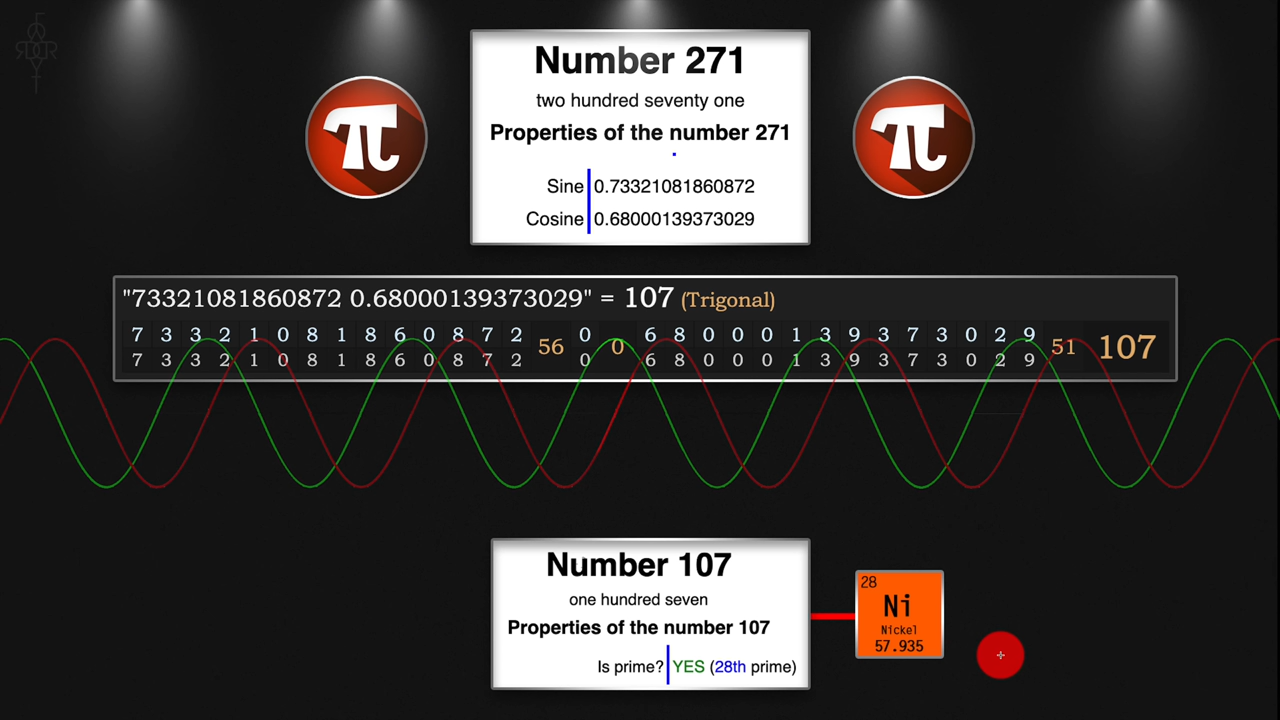 Number 271
two hundred seventy one
Properties of the number 271
π
π
Sine 0.73321081860872
Cosine 0.68000139373029
"73321081860872 0.68000139373029" = 107 (Trigonal)
7 3 3 2 1 0 8 1 8 6 0 8 7 2 56 0 0 6 8 0 0 0 1 3 9 3 7 3 0 2 9 51 107
7 3 3 2 1 0 8 1 8 6 0 8 7 2 0 6 8 0 0 0 1 3 9 3 7 3 0 2 9
Number 107
one hundred seven
Properties of the number 107
Is prime? YES (28th prime)
28
Ni
Nickel
57.935